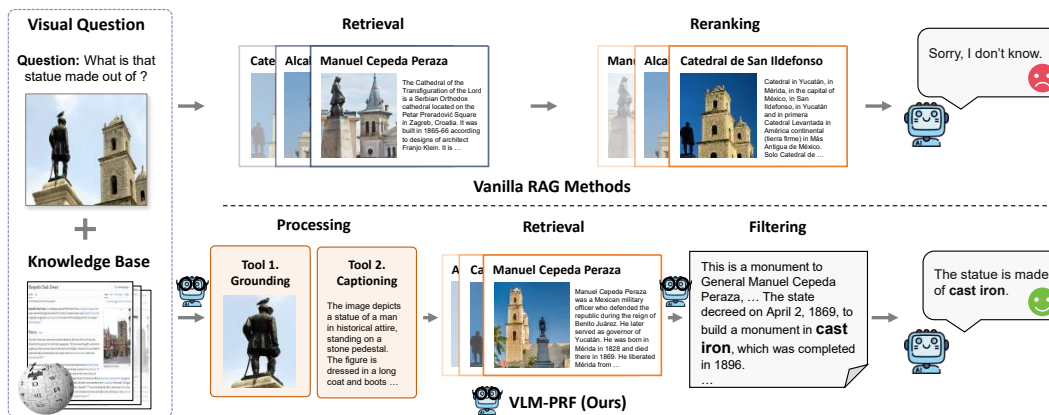 Visual Question
Question: What is that
statue made out of ?
Knowledge Base
Retrieval
Cate
Alcal
Manuel Cepeda Peraza
The Cathedral of the
Transfiguration of the Lord
is a Serbian Orthodox
cathedral located on the
Petar Preradović Square
in Zagreb, Croatia. It was
built in 1865-66 according
to designs of architect
Franjo Klein. It is ...
Reranking
Manu
Alcal
Catedral de San Ildefonso
Catedral in Yucatán, in
Mérida, in the capital of
México, in San
Ildefonso, in Yucatán
and in primera
Catedral Levantada in
América continental
(tierra firme) in Más
Antigua de México.
Solo Catedral de ...
Sorry, I don't know.
AI
Vanilla RAG Methods
Processing
Tool 1.
Grounding
Tool 2.
Captioning
The image depicts
a statue of a man
in historical attire,
standing on a
stone pedestal.
The figure is
dressed in a long
coat and boots ...
Retrieval
A
Ca
Manuel Cepeda Peraza
Manuel Cepeda Peraza
was a Mexican military
officer who defended the
republic during the reign of
Benito Juárez. He later
served as governor of
Yucatán. He was born in
Mérida in 1828 and died
there in 1869. He liberated
Mérida from ...
Filtering
This is a monument to
General Manuel Cepeda
Peraza, ... The state
decreed on April 2, 1869, to
build a monument in cast
iron, which was completed
in 1896.
...
The statue is made
of cast iron.
AI
VLM-PRF (Ours)